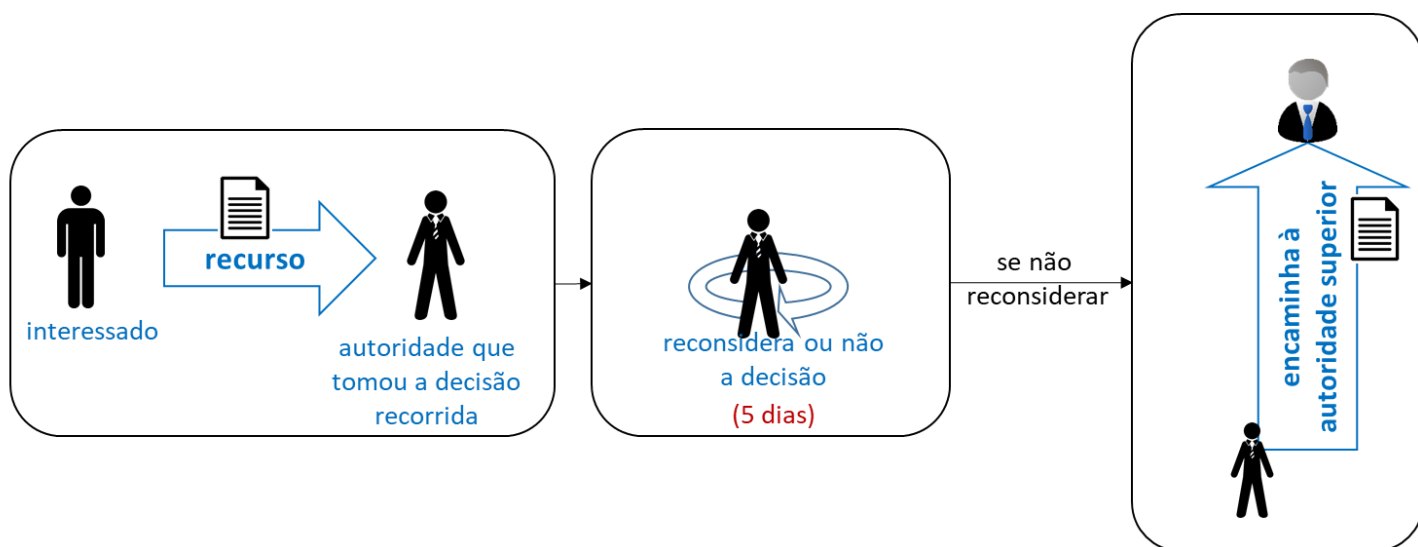 recurso
interessado
autoridade que
tomou a decisão
recorrida
reconsidera ou não
a decisão
(5 dias)
se não
reconsiderar
encaminha à
autoridade superior